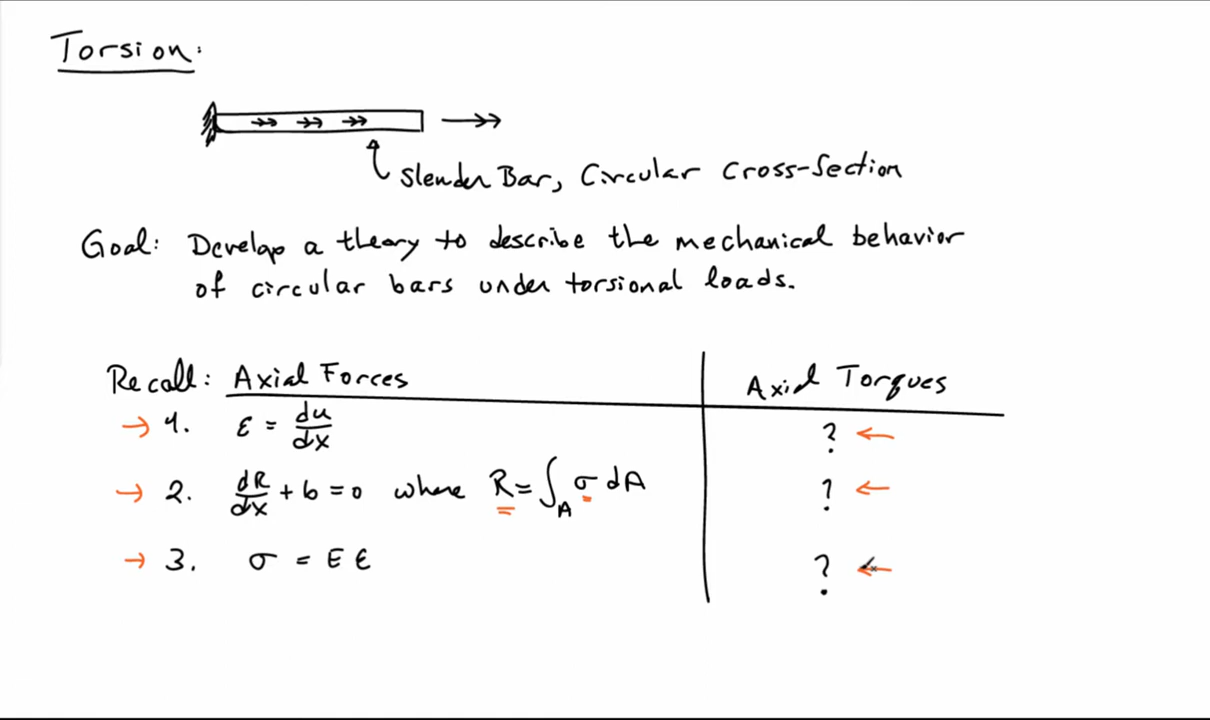 Torsion:
Slender Bar, Circular Cross-Section
Goal: Develop a theory to describe the mechanical behavior
of circular bars under torsional loads.
Recall: Axial Forces
Axial Torques
→ 1. ε = du/dx
? ←
→ 2. dR/dx + b = 0 where R = ∫_A σ dA
? ←
→ 3. σ = E ε
? ←